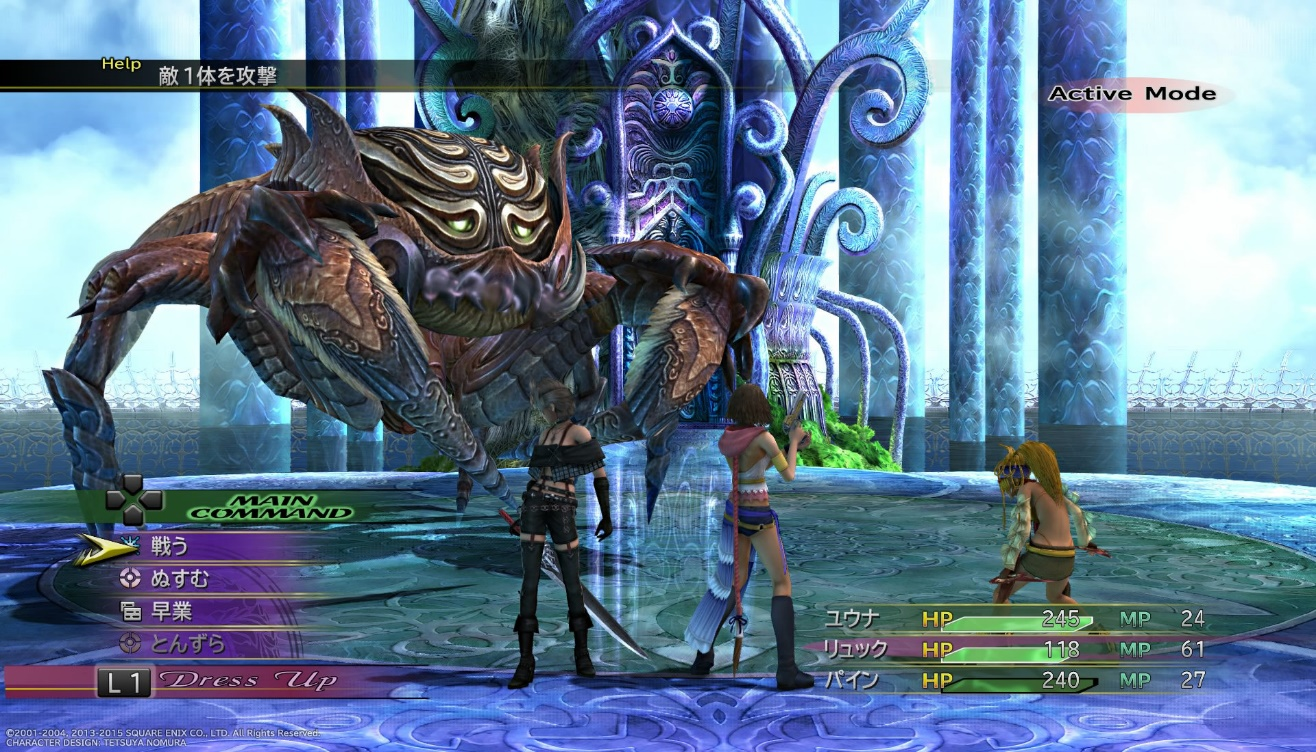 Help
敵1体を攻撃
Active Mode
MAIN COMMAND
戦う
ぬすむ
早業
とんずら
L1 Dress Up
ユウナ HP 245 MP 24
リュック HP 118 MP 61
パイン HP 240 MP 27
©2001-2004, 2013-2015 SQUARE ENIX CO., LTD. All Rights Reserved.
CHARACTER DESIGN: TETSUYA NOMURA